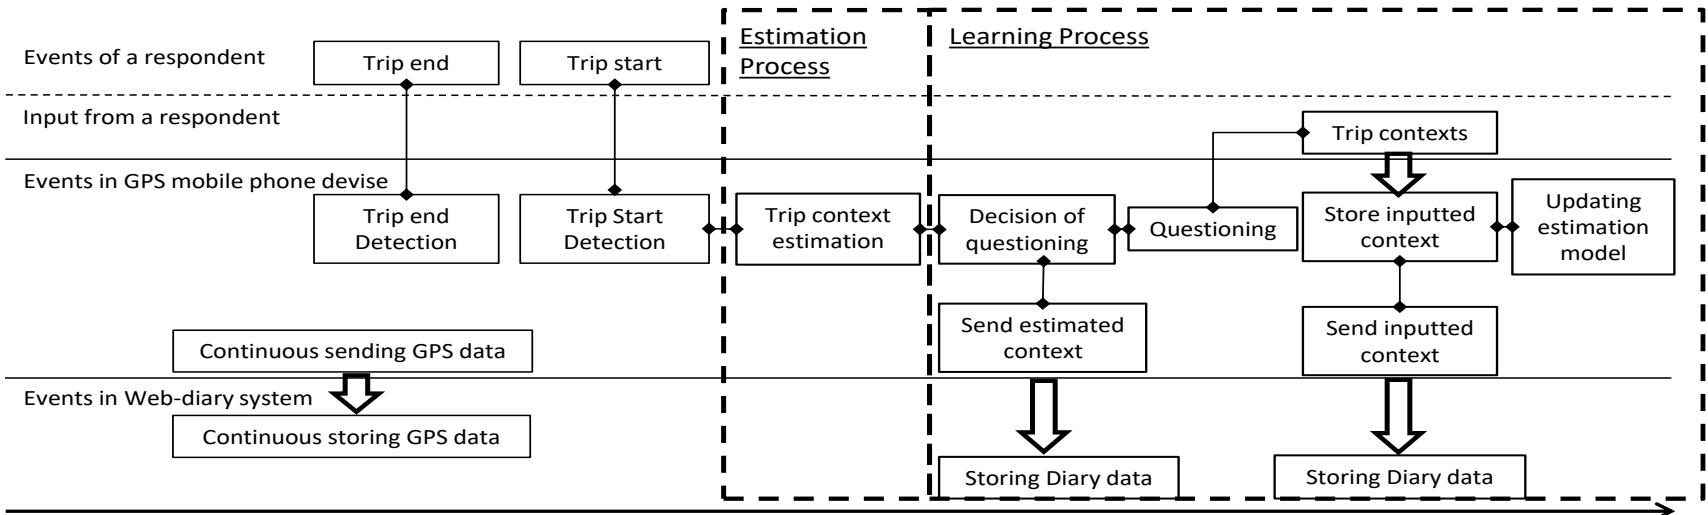 Estimation
Process
Learning Process
Events of a respondent
Trip end
Trip start
Input from a respondent
Trip contexts
Events in GPS mobile phone devise
Trip end
Detection
Trip Start
Detection
Trip context
estimation
Decision of
questioning
Questioning
Store inputted
context
Updating
estimation
model
Send estimated
context
Send inputted
context
Continuous sending GPS data
Events in Web-diary system
Continuous storing GPS data
Storing Diary data
Storing Diary data